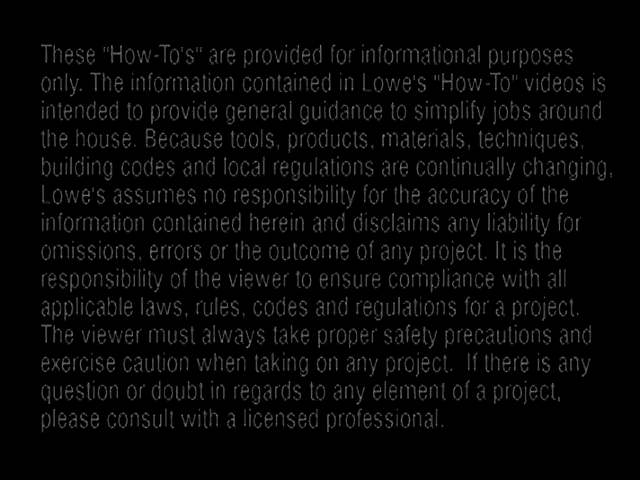 These "How-To's" are provided for informational purposes
only. The information contained in Lowe's "How-To" videos is
intended to provide general guidance to simplify jobs around
the house. Because tools, products, materials, techniques,
building codes and local regulations are continually changing,
Lowe's assumes no responsibility for the accuracy of the
information contained herein and disclaims any liability for
omissions, errors or the outcome of any project. It is the
responsibility of the viewer to ensure compliance with all
applicable laws, rules, codes and regulations for a project.
The viewer must always take proper safety precautions and
exercise caution when taking on any project.  If there is any
question or doubt in regards to any element of a project,
please consult with a licensed professional.